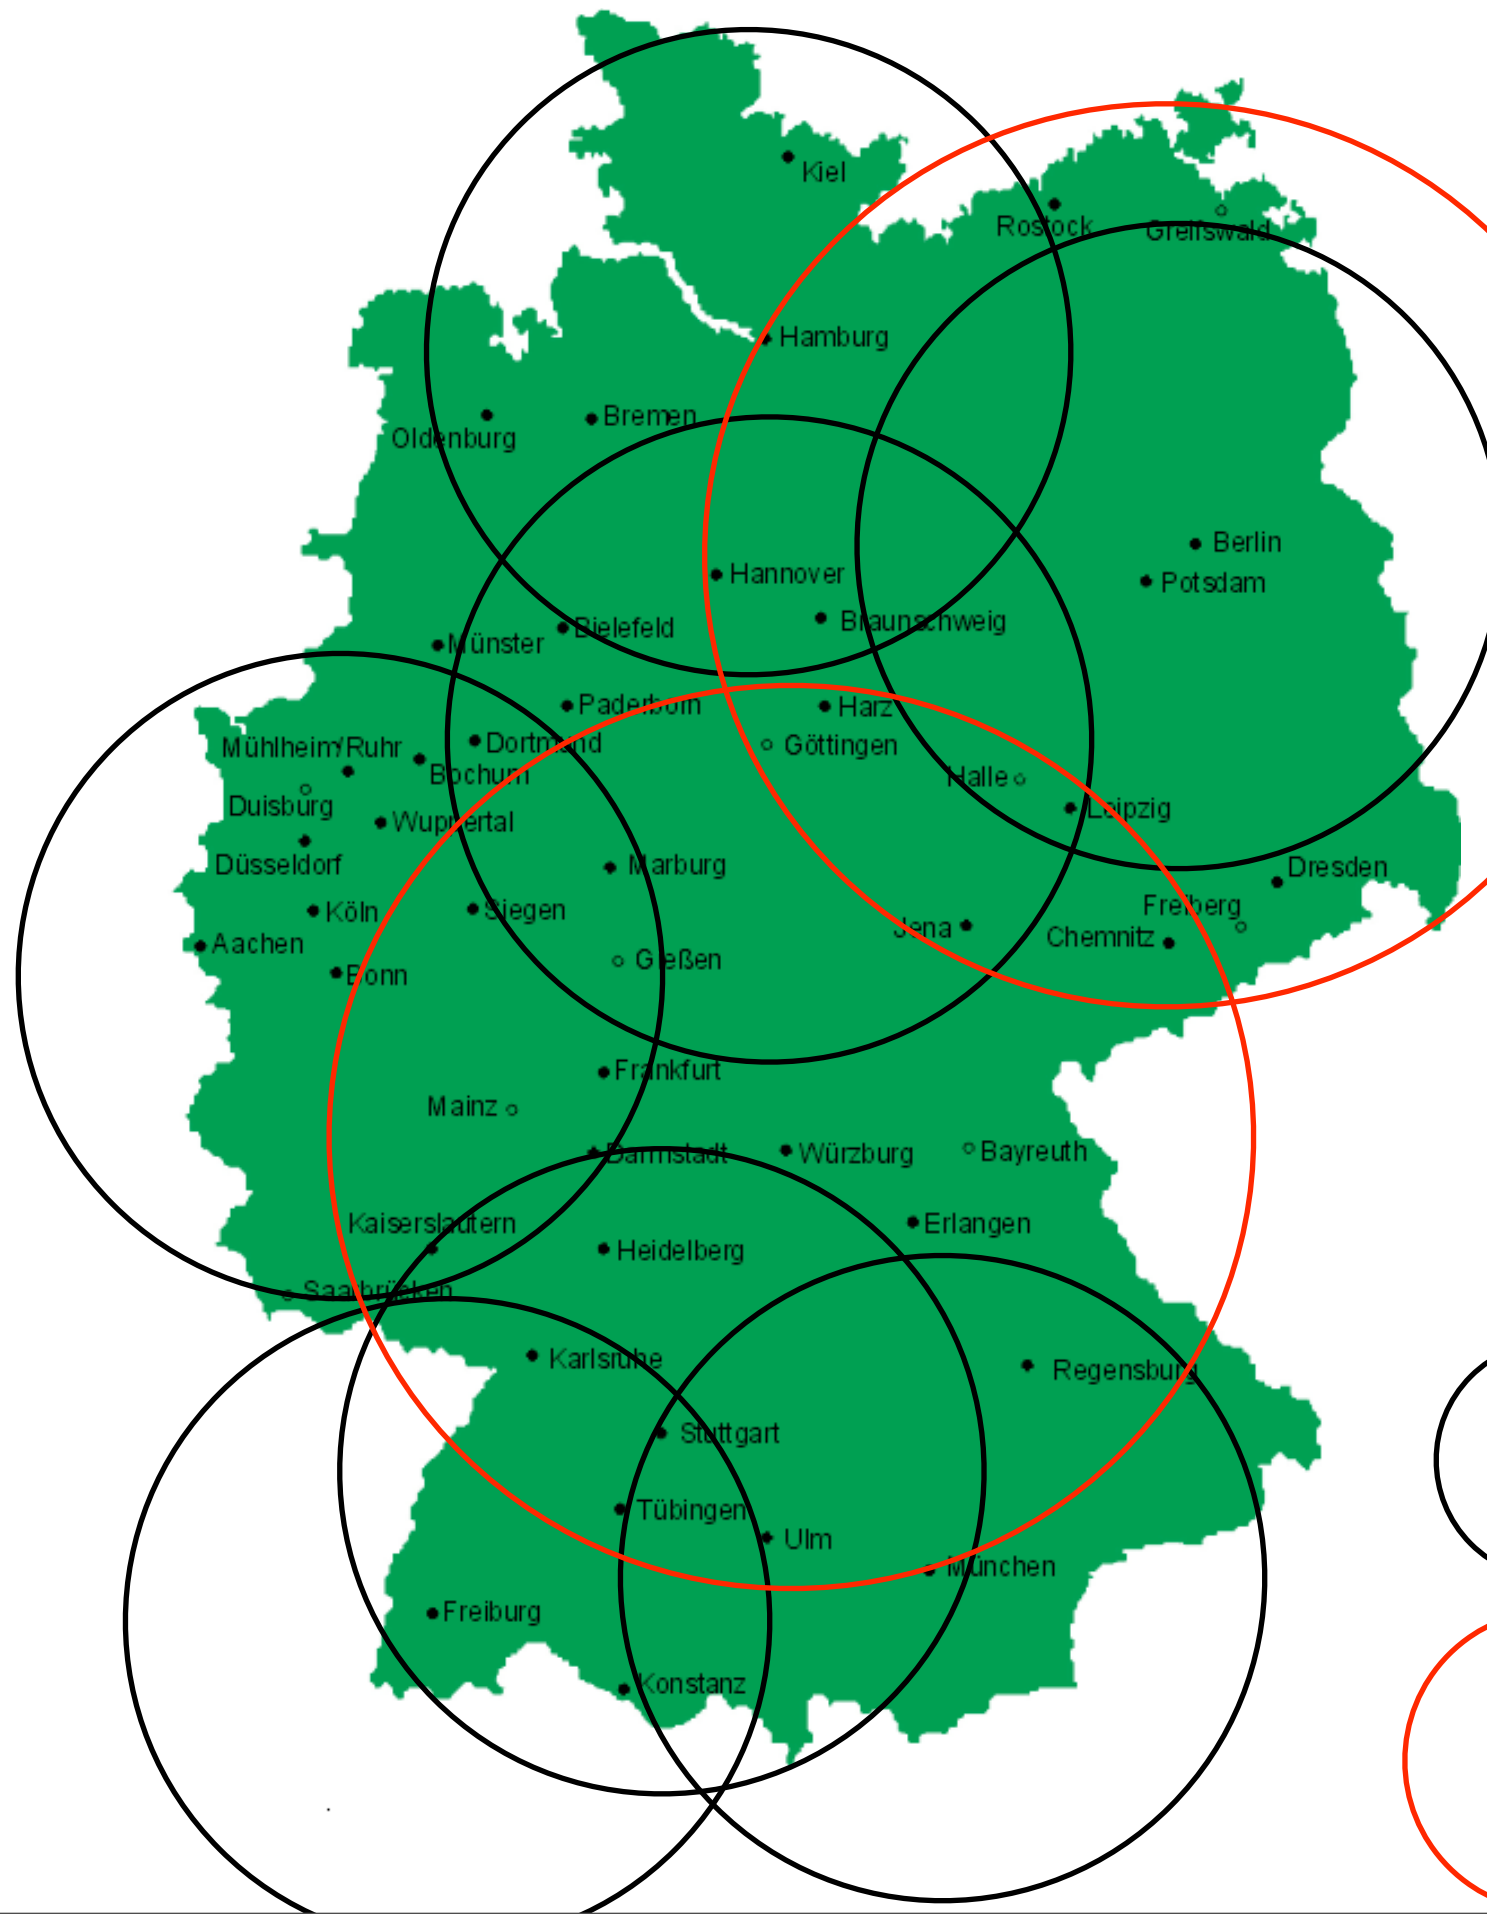 Kiel
Rostock
Greifswald
Hamburg
Bremen
Oldenburg
Berlin
Hannover
Potsdam
Braunschweig
Bielefeld
Münster
Paderborn
Harz
Mühlheim/Ruhr
Dortmund
Göttingen
Bochum
Halle
Duisburg
Leipzig
Wuppertal
Düsseldorf
Marburg
Dresden
Freiberg
Köln
Siegen
Jena
Chemnitz
Aachen
Gießen
Bonn
Frankfurt
Mainz
Darmstadt
Würzburg
Bayreuth
Kaiserslautern
Erlangen
Heidelberg
Saarbrücken
Karlsruhe
Regensburg
Stuttgart
Tübingen
Ulm
München
Freiburg
Konstanz